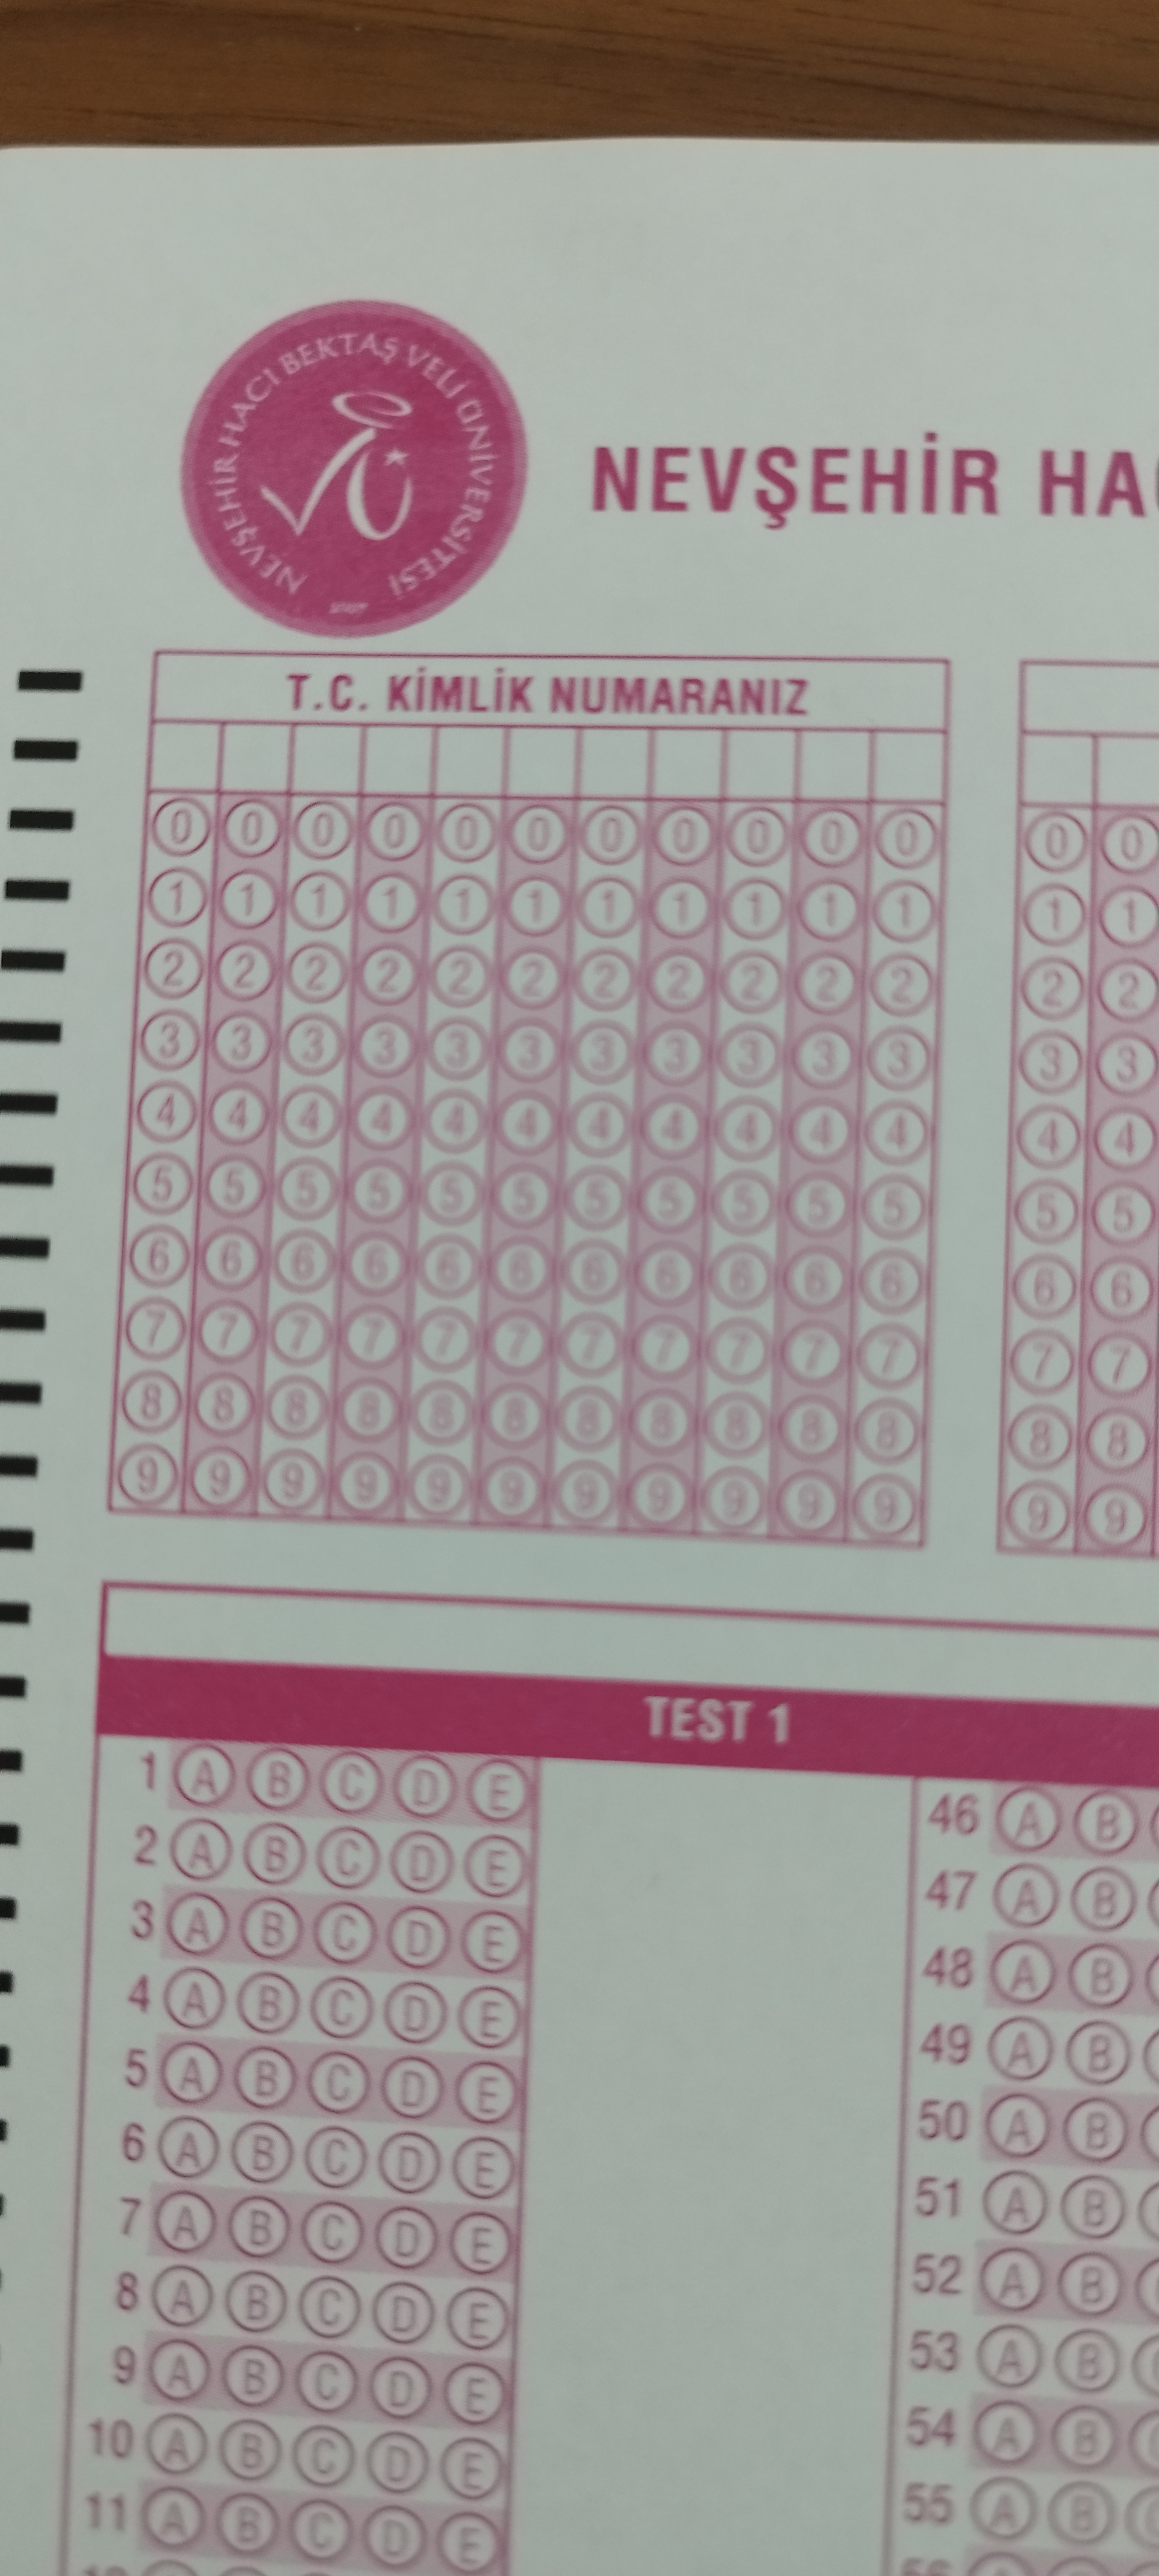 NEVŞEHİR HACI BEKTAŞ VELİ ÜNİVERSİTESİ
2007
NEVŞEHİR HA
T.C. KİMLİK NUMARANIZ
0 0 0 0 0 0 0 0 0 0 0 0 0
1 1 1 1 1 1 1 1 1 1 1 1 1
2 2 2 2 2 2 2 2 2 2 2 2 2
3 3 3 3 3 3 3 3 3 3 3 3 3
4 4 4 4 4 4 4 4 4 4 4 4 4
5 5 5 5 5 5 5 5 5 5 5 5 5
6 6 6 6 6 6 6 6 6 6 6 6 6
7 7 7 7 7 7 7 7 7 7 7 7 7
8 8 8 8 8 8 8 8 8 8 8 8 8
9 9 9 9 9 9 9 9 9 9 9 9 9
TEST 1
1 A B C D E
2 A B C D E
3 A B C D E
4 A B C D E
5 A B C D E
6 A B C D E
7 A B C D E
8 A B C D E
9 A B C D E
10 A B C D E
11 A B C D E
46 A B
47 A B
48 A B
49 A B
50 A B
51 A B
52 A B
53 A B
54 A B
55 A B